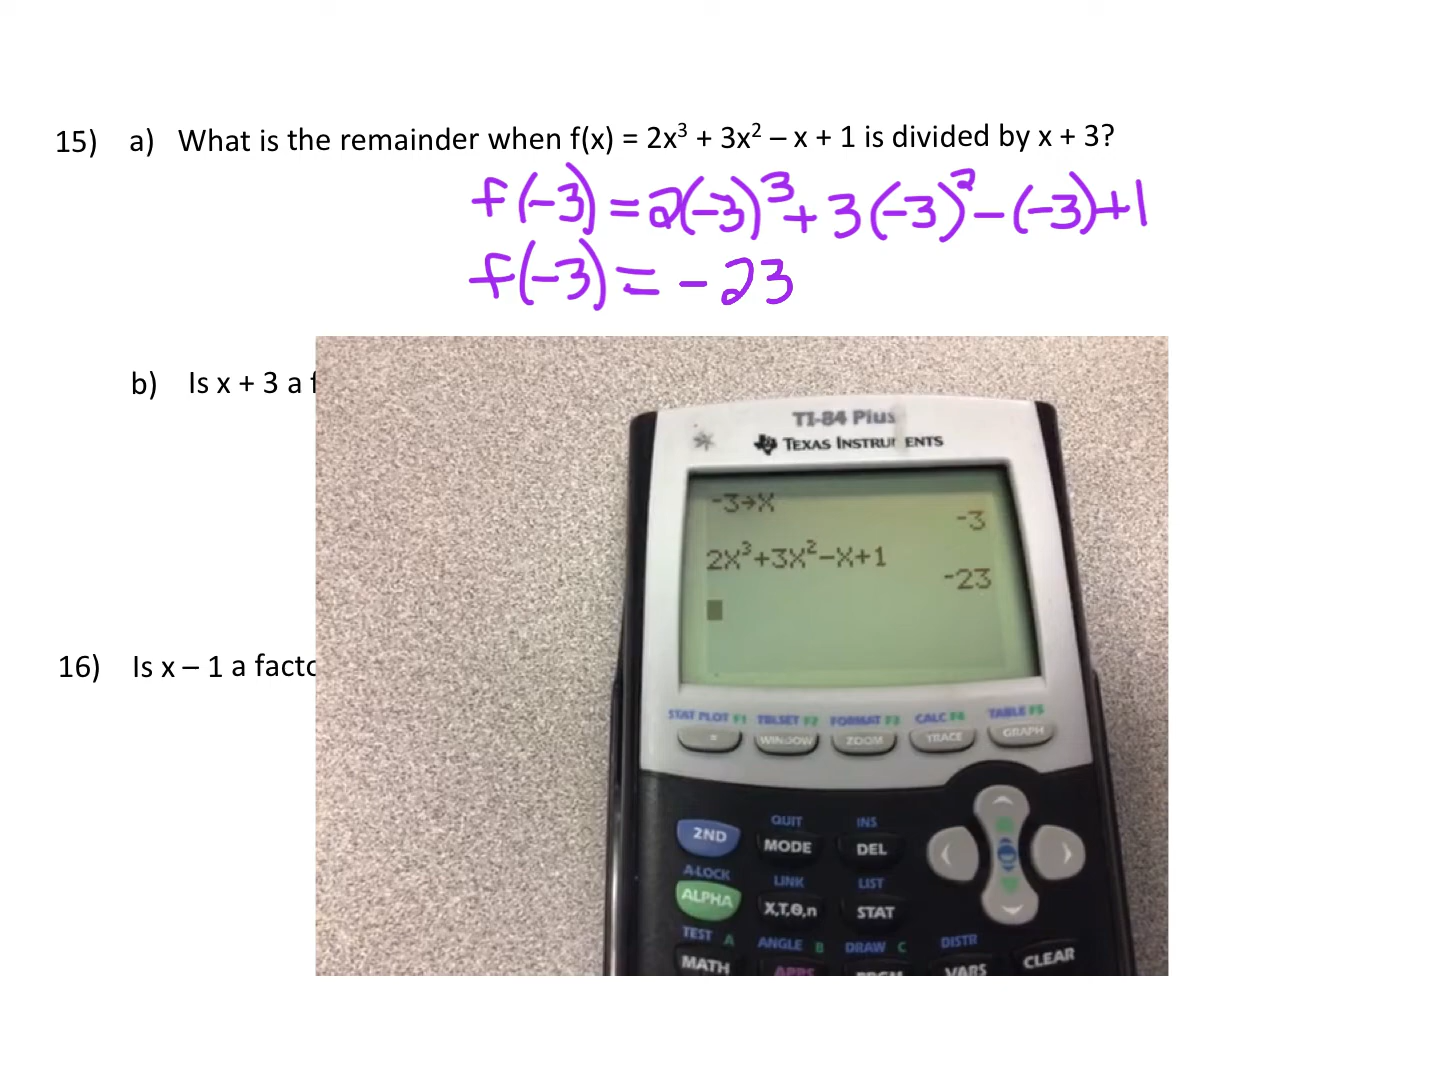 15) a) What is the remainder when f(x) = 2x³ + 3x² – x + 1 is divided by x + 3?
f(-3) = 2(-3)³ + 3(-3)² - (-3) + 1
f(-3) = -23
b) Is x + 3 a f
TI-84 Plus
TEXAS INSTRUMENTS
-3→X
-3
2X³+3X²-X+1
-23
16) Is x – 1 a facto
STAT PLOT F1 TBLSET F2 FORMAT F3 CALC F4 TABLE F5
WINDOW ZOOM TRACE GRAPH
QUIT INS
2ND MODE DEL
A-LOCK LINK LIST
ALPHA X,T,Θ,n STAT
TEST A ANGLE B DRAW C DISTR
MATH APPS PRGM VARS CLEAR